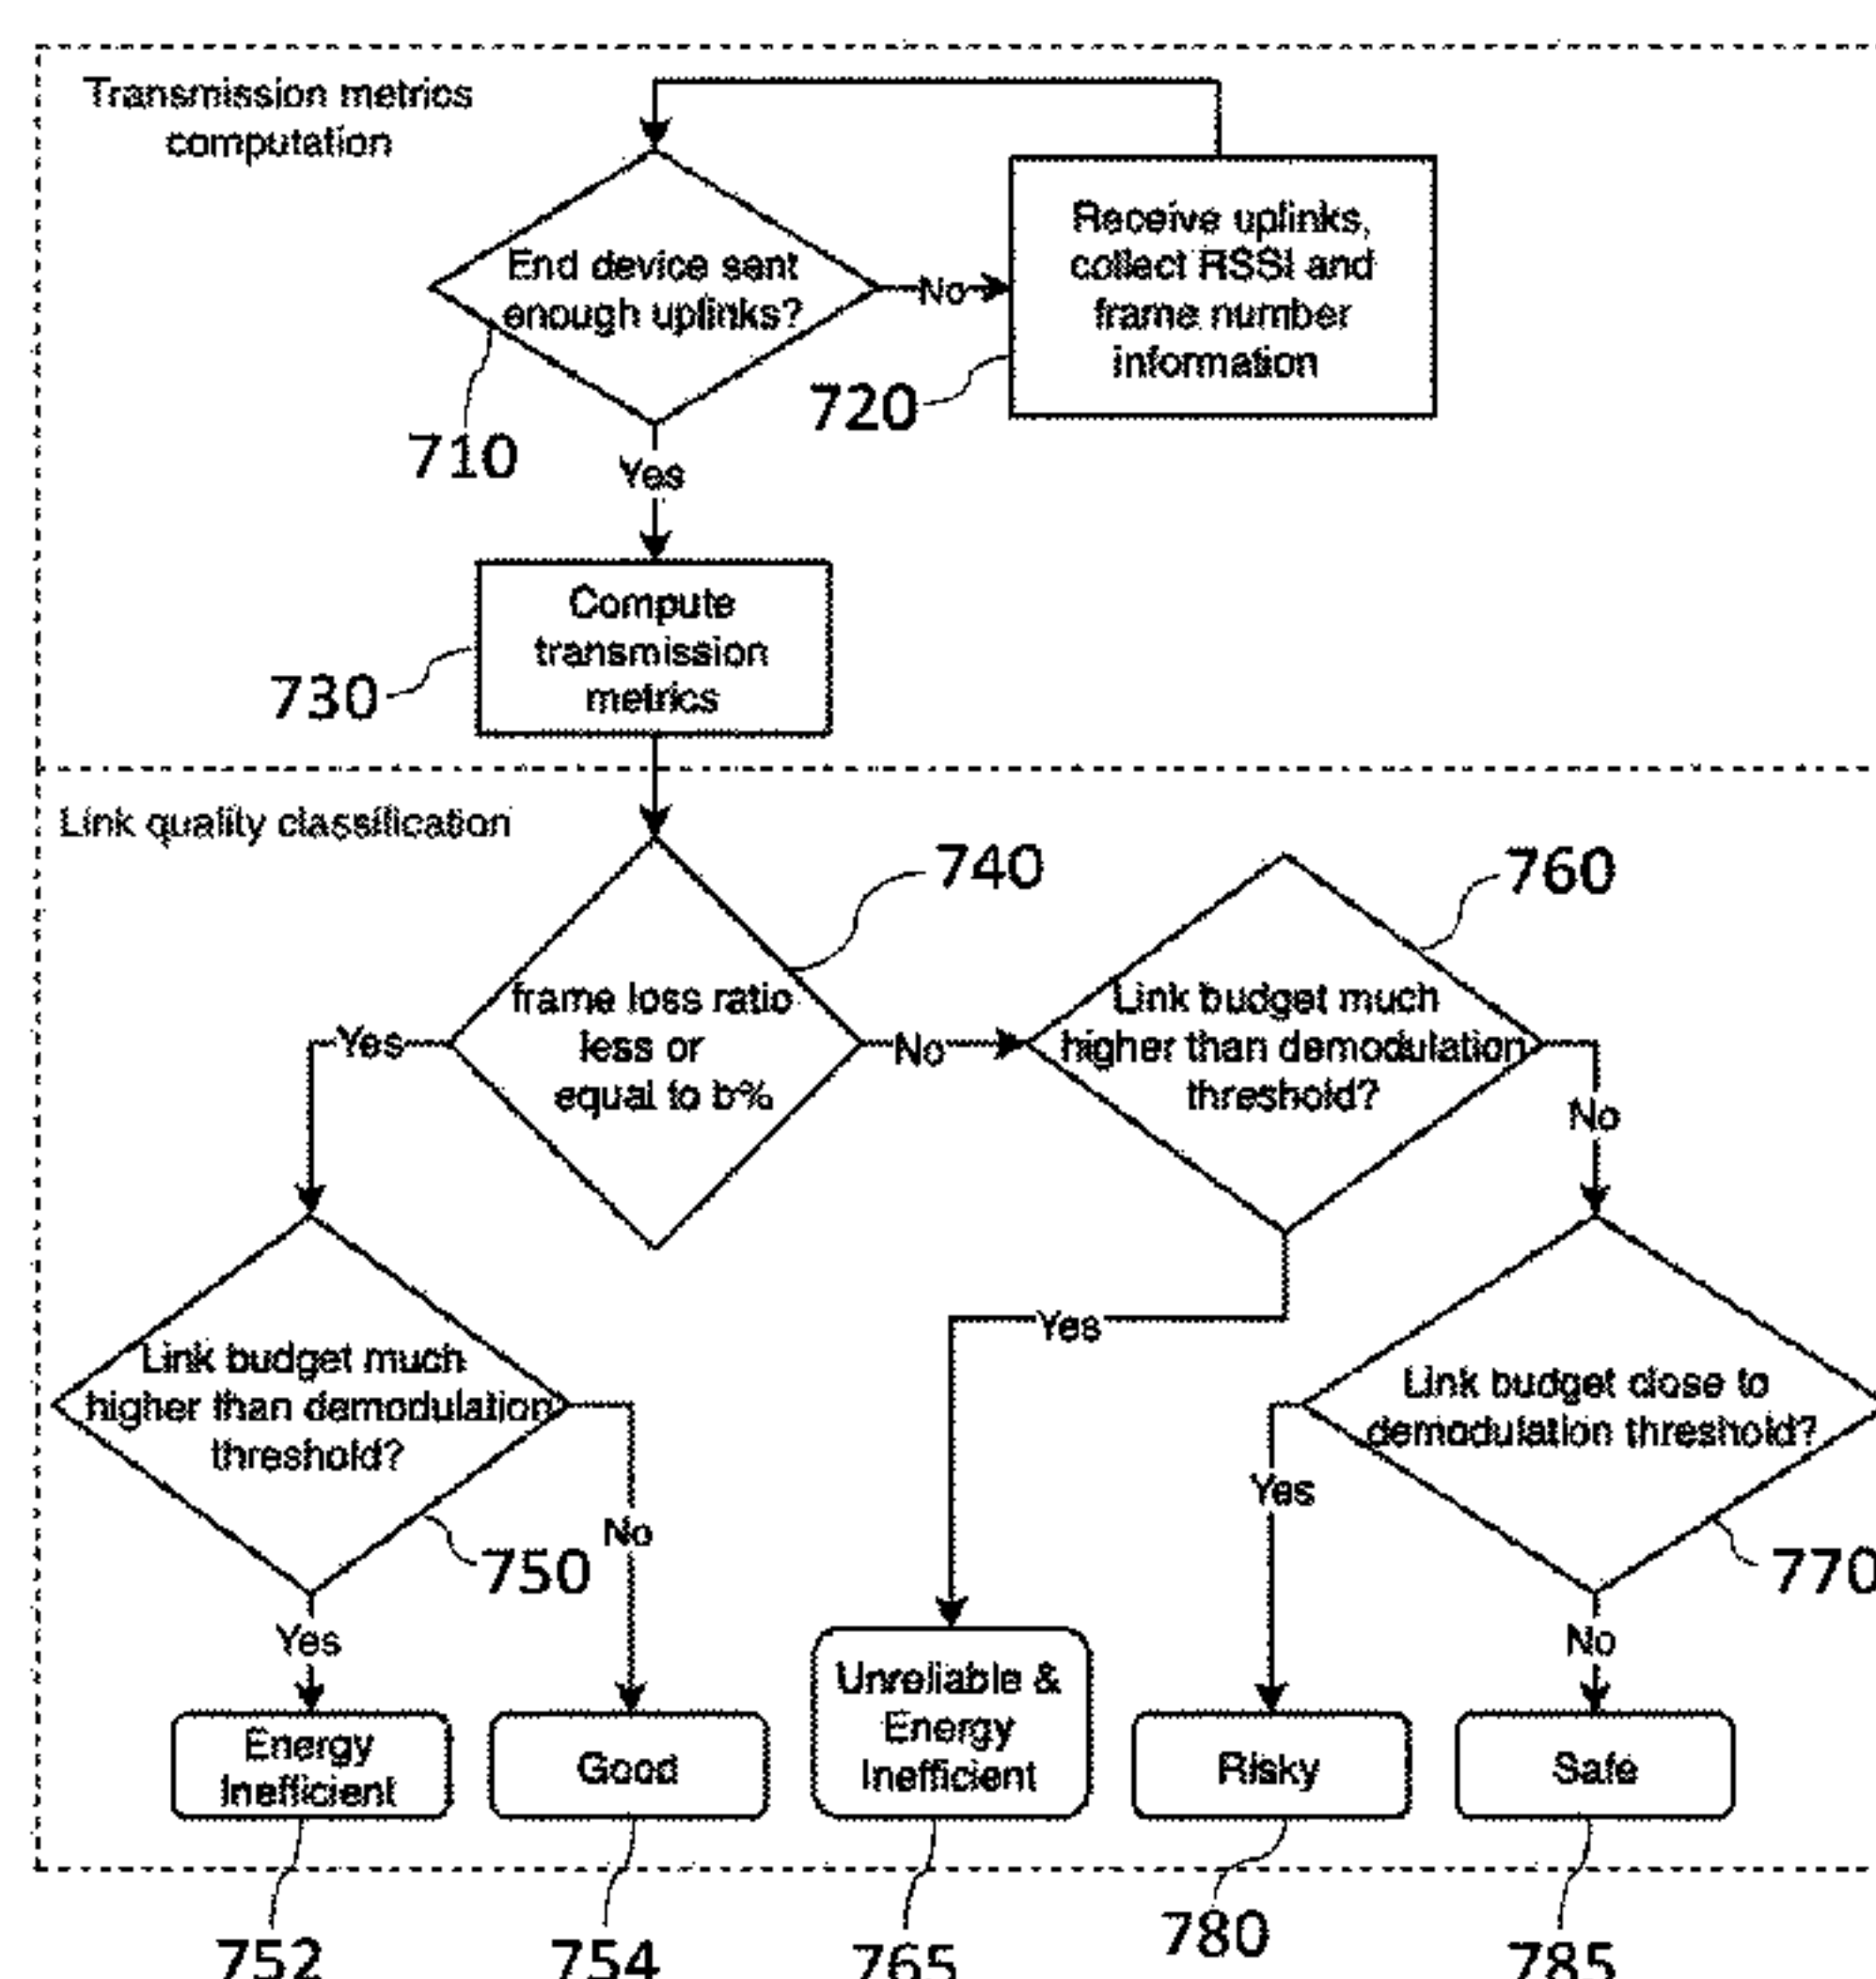 Transmission metrics
computation
End device sent
enough uplinks?
No
Receive uplinks,
collect RSSI and
frame number
information
720
710
Yes
Compute
transmission
metrics
730
Link quality classification
740
760
frame loss ratio
less or
equal to b%
Yes
No
Link budget much
higher than demodulation
threshold?
No
Yes
Link budget much
higher than demodulation
threshold?
Link budget close to
demodulation threshold?
Yes
No
750
770
Yes
No
Unreliable &
Energy
Inefficient
Energy
Inefficient
Good
Risky
Safe
752
754
765
780
785